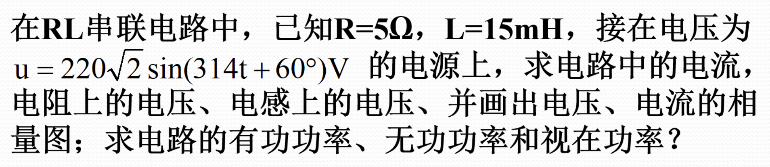 在RL串联电路中，已知R=5Ω，L=15mH，接在电压为
u = 220√2 sin(314t + 60°)V 的电源上，求电路中的电流，
电阻上的电压、电感上的电压、并画出电压、电流的相
量图；求电路的有功功率、无功功率和视在功率？